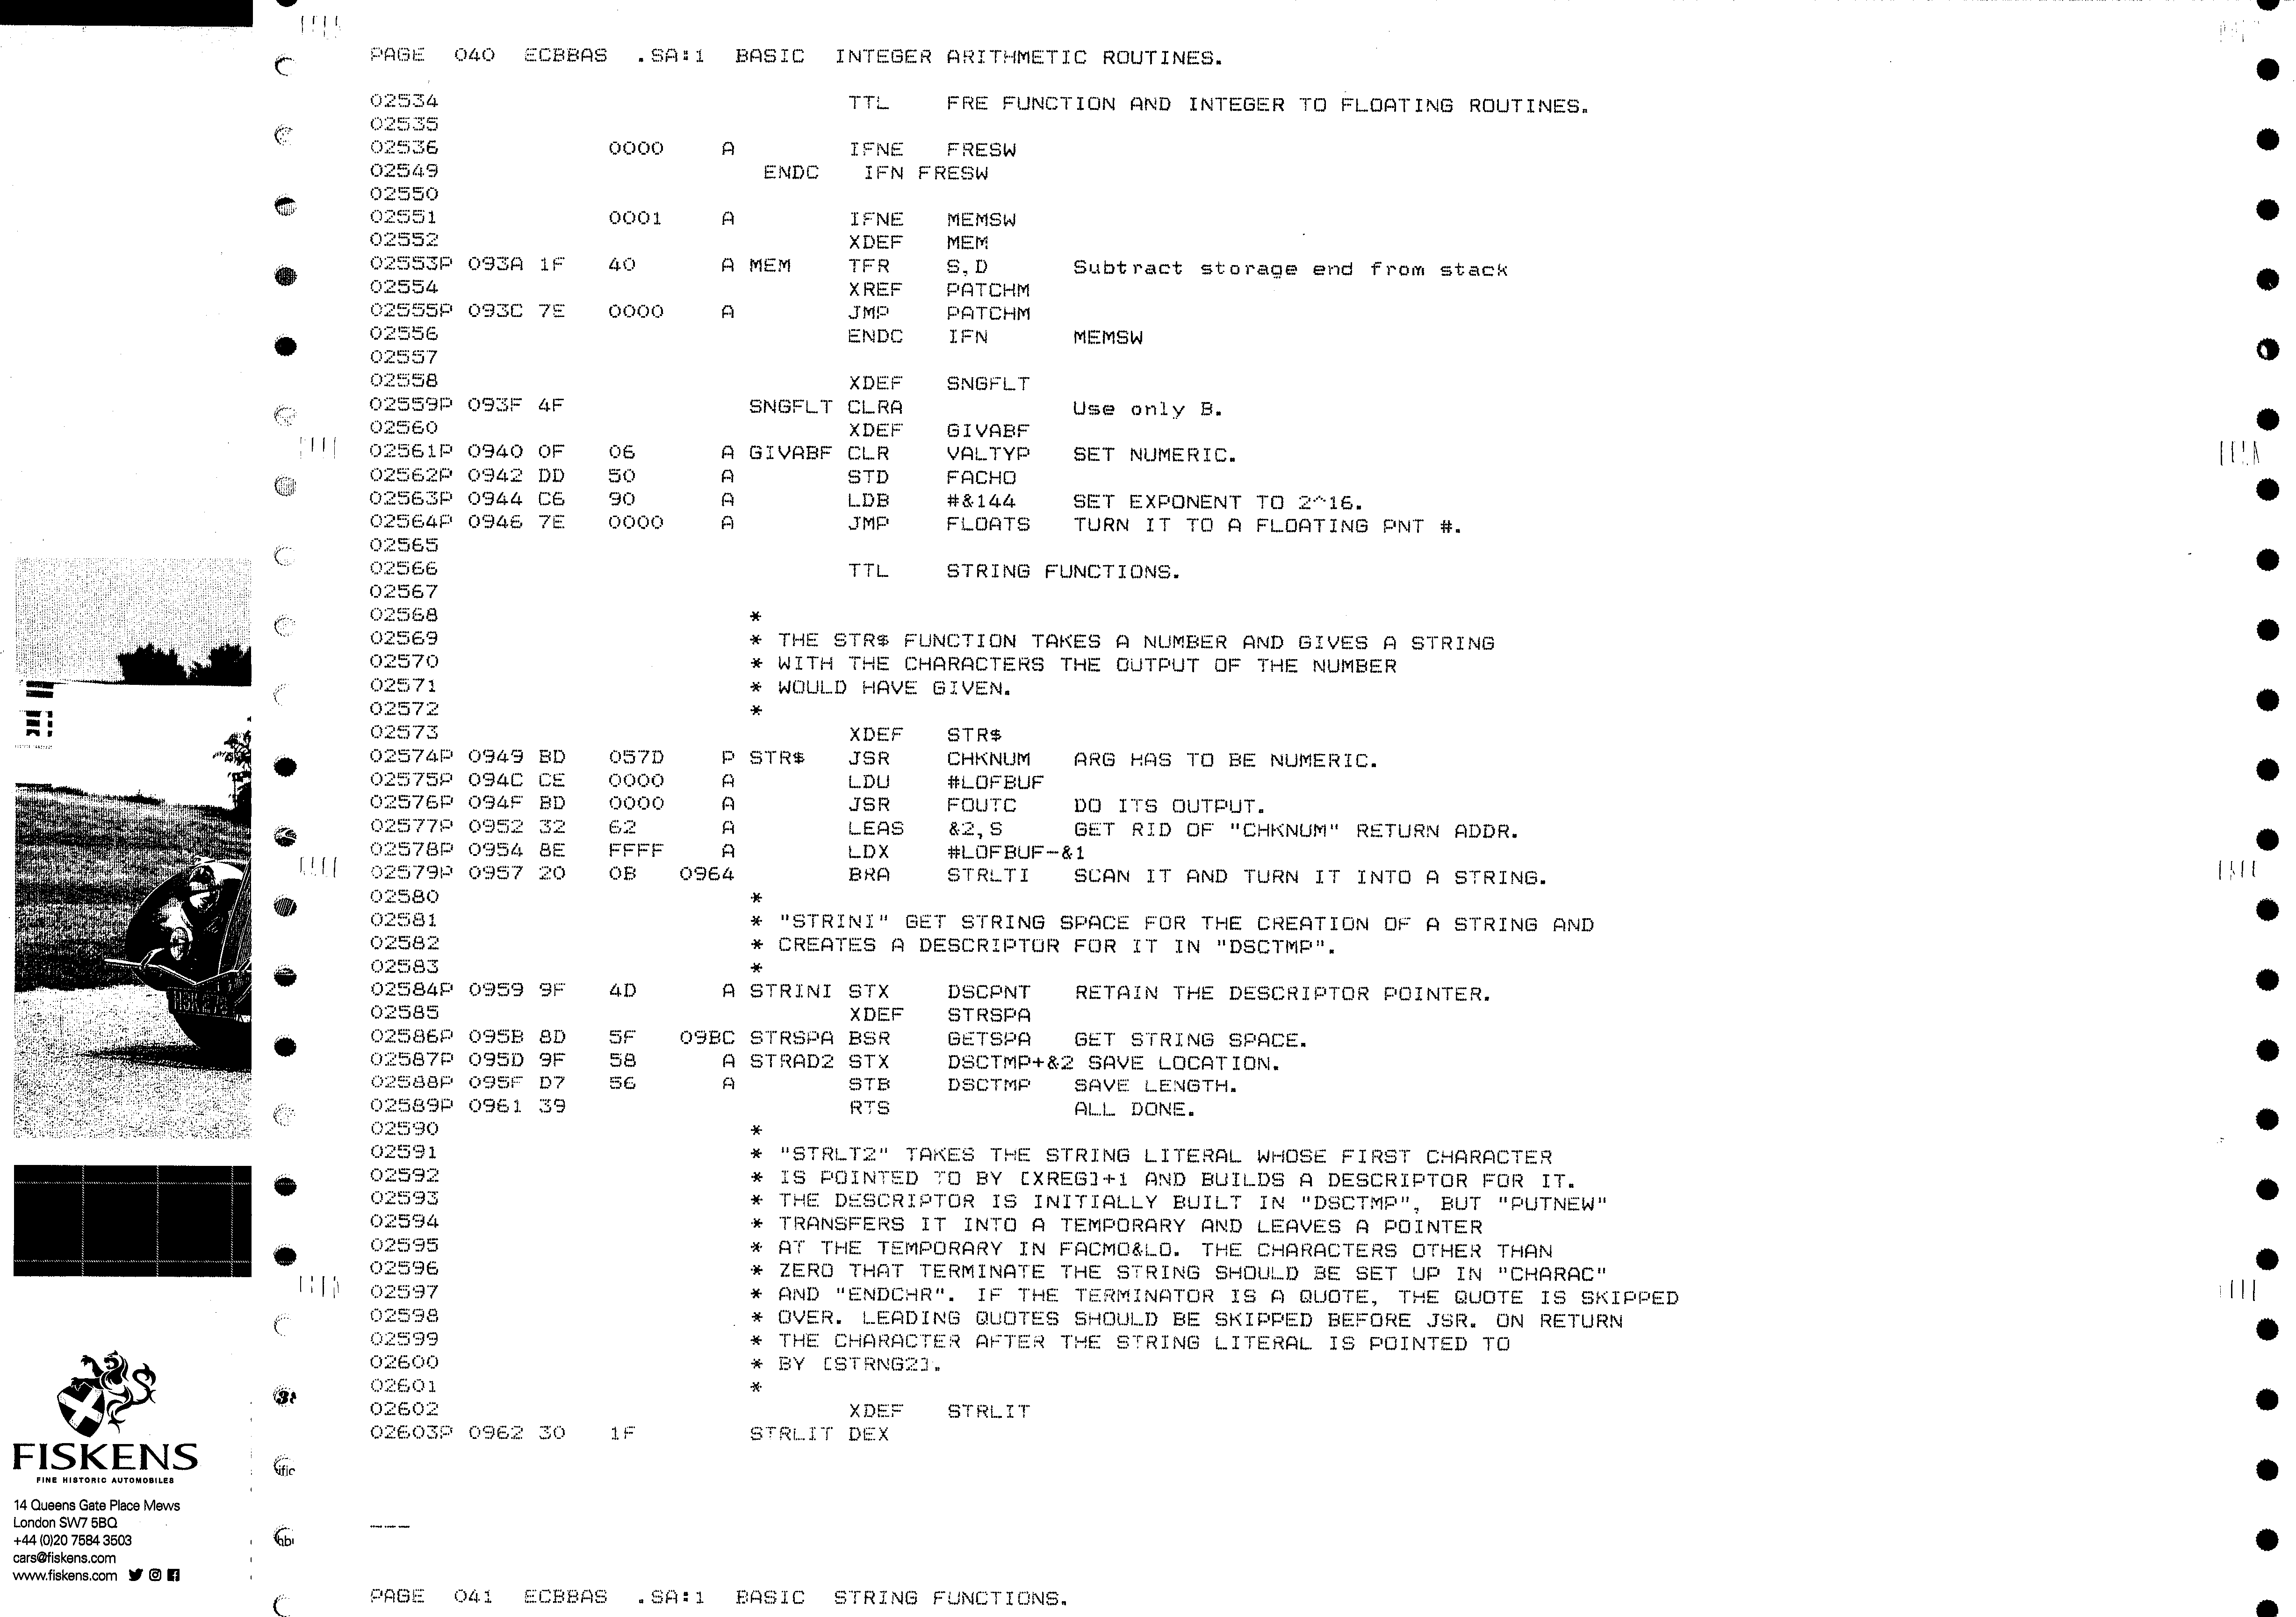 PAGE 040 ECBBAS .SA:1 BASIC INTEGER ARITHMETIC ROUTINES.
02534 TTL FRE FUNCTION AND INTEGER TO FLOATING ROUTINES.
02535
02536 0000 A IFNE FRESW
02549 ENDC IFN FRESW
02550
02551 0001 A IFNE MEMSW
02552 XDEF MEM
02553P 093A 1F 40 A MEM TFR S,D Subtract storage end from stack
02554 XREF PATCHM
02555P 093C 7E 0000 A JMP PATCHM
02556 ENDC IFN MEMSW
02557
02558 XDEF SNGFLT
02559P 093F 4F SNGFLT CLRA Use only B.
02560 XDEF GIVABF
02561P 0940 0F 06 A GIVABF CLR VALTYP SET NUMERIC.
02562P 0942 DD 50 A STD FACHO
02563P 0944 C6 90 A LDB #&144 SET EXPONENT TO 2^16.
02564P 0946 7E 0000 A JMP FLOATS TURN IT TO A FLOATING PNT #.
02565
02566 TTL STRING FUNCTIONS.
02567
02568 *
02569 * THE STR$ FUNCTION TAKES A NUMBER AND GIVES A STRING
02570 * WITH THE CHARACTERS THE OUTPUT OF THE NUMBER
02571 * WOULD HAVE GIVEN.
02572 *
02573 XDEF STR$
02574P 0949 BD 057D P STR$ JSR CHKNUM ARG HAS TO BE NUMERIC.
02575P 094C CE 0000 A LDU #LOFBUF
02576P 094F BD 0000 A JSR FOUTC DO ITS OUTPUT.
02577P 0952 32 62 A LEAS &2,S GET RID OF "CHKNUM" RETURN ADDR.
02578P 0954 8E FFFF A LDX #LOFBUF-&1
02579P 0957 20 0B 0964 BRA STRLTI SCAN IT AND TURN IT INTO A STRING.
02580 *
02581 * "STRINI" GET STRING SPACE FOR THE CREATION OF A STRING AND
02582 * CREATES A DESCRIPTOR FOR IT IN "DSCTMP".
02583 *
02584P 0959 9F 4D A STRINI STX DSCPNT RETAIN THE DESCRIPTOR POINTER.
02585 XDEF STRSPA
02586P 095B 8D 5F 09BC STRSPA BSR GETSPA GET STRING SPACE.
02587P 095D 9F 58 A STRAD2 STX DSCTMP+&2 SAVE LOCATION.
02588P 095F D7 56 A STB DSCTMP SAVE LENGTH.
02589P 0961 39 RTS ALL DONE.
02590 *
02591 * "STRLT2" TAKES THE STRING LITERAL WHOSE FIRST CHARACTER
02592 * IS POINTED TO BY [XREG]+1 AND BUILDS A DESCRIPTOR FOR IT.
02593 * THE DESCRIPTOR IS INITIALLY BUILT IN "DSCTMP", BUT "PUTNEW"
02594 * TRANSFERS IT INTO A TEMPORARY AND LEAVES A POINTER
02595 * AT THE TEMPORARY IN FACMO&LO. THE CHARACTERS OTHER THAN
02596 * ZERO THAT TERMINATE THE STRING SHOULD BE SET UP IN "CHARAC"
02597 * AND "ENDCHR". IF THE TERMINATOR IS A QUOTE, THE QUOTE IS SKIPPED
02598 * OVER. LEADING QUOTES SHOULD BE SKIPPED BEFORE JSR. ON RETURN
02599 * THE CHARACTER AFTER THE STRING LITERAL IS POINTED TO
02600 * BY [STRNG2].
02601 *
02602 XDEF STRLIT
02603P 0962 30 1F STRLIT DEX
PAGE 041 ECBBAS .SA:1 BASIC STRING FUNCTIONS.
FISKENS
FINE HISTORIC AUTOMOBILES
14 Queens Gate Place Mews
London SW7 5BQ
+44 (0)20 7584 3503
cars@fiskens.com
www.fiskens.com